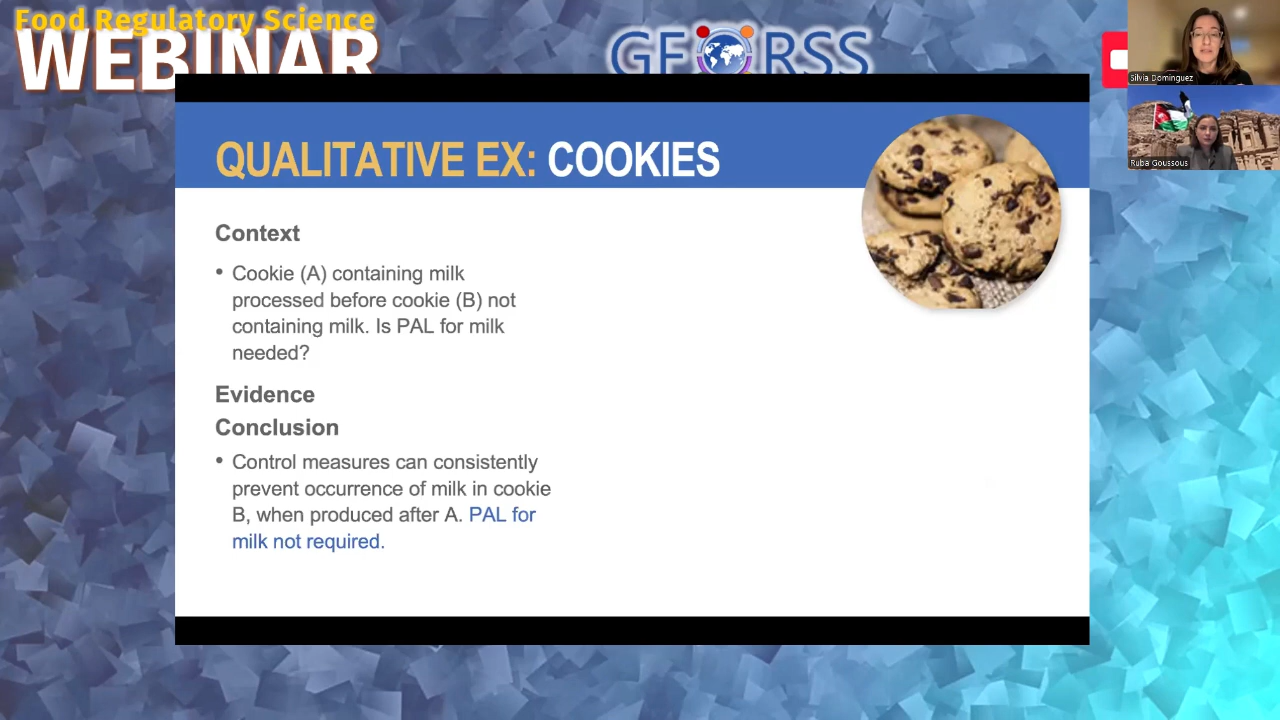 Food Regulatory Science
WEBINAR
GFORSS
Silvia Dominguez
Ruba Goussous
QUALITATIVE EX: COOKIES
Context
• Cookie (A) containing milk
processed before cookie (B) not
containing milk. Is PAL for milk
needed?
Evidence
Conclusion
• Control measures can consistently
prevent occurrence of milk in cookie
B, when produced after A. PAL for
milk not required.